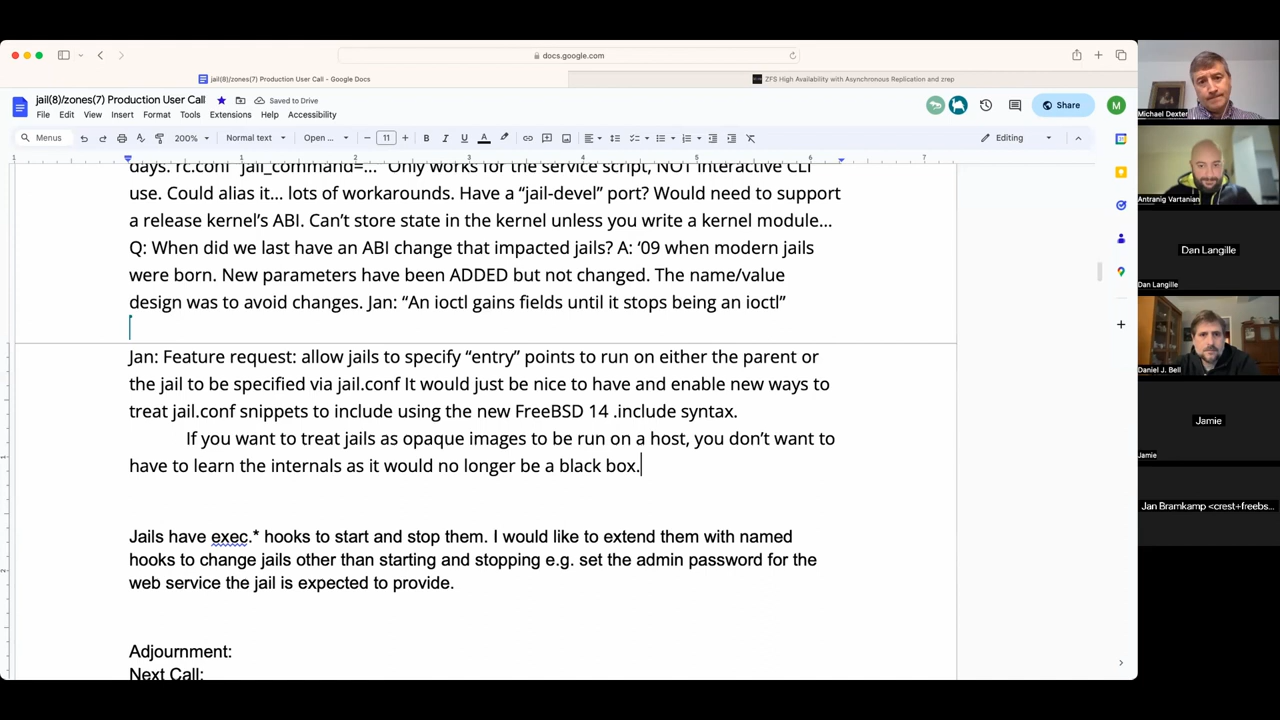 docs.google.com
jail(8)/zones(7) Production User Call - Google Docs
ZFS High Availability with Asynchronous Replication and zrep
jail(8)/zones(7) Production User Call
Saved to Drive
File Edit View Insert Format Tools Extensions Help Accessibility
Share
M
Menus
200%
Normal text
Open ...
11
Editing
1 1 2 3 4 5 6 7
days. rc.conf "jail_command=..." Only works for the service script, NOT interactive CLI
use. Could alias it… lots of workarounds. Have a “jail-devel” port? Would need to support
a release kernel’s ABI. Can’t store state in the kernel unless you write a kernel module…
Q: When did we last have an ABI change that impacted jails? A: ‘09 when modern jails
were born. New parameters have been ADDED but not changed. The name/value
design was to avoid changes. Jan: “An ioctl gains fields until it stops being an ioctl”
Jan: Feature request: allow jails to specify “entry” points to run on either the parent or
the jail to be specified via jail.conf It would just be nice to have and enable new ways to
treat jail.conf snippets to include using the new FreeBSD 14 .include syntax.
If you want to treat jails as opaque images to be run on a host, you don’t want to
have to learn the internals as it would no longer be a black box.
Jails have exec.* hooks to start and stop them. I would like to extend them with named
hooks to change jails other than starting and stopping e.g. set the admin password for the
web service the jail is expected to provide.
Adjournment:
Next Call:
Michael Dexter
Antranig Vartanian
Dan Langille
Dan Langille
Daniel J. Bell
Jamie
Jamie
Jan Bramkamp <crest+freebs...